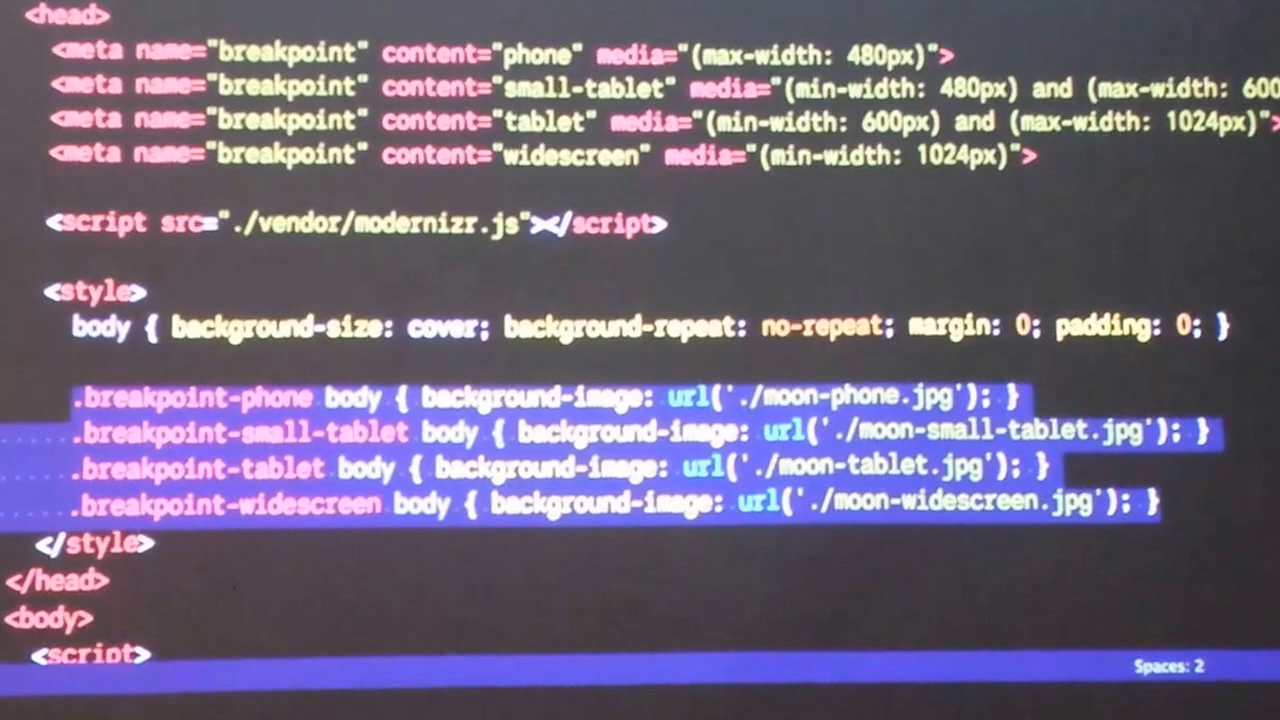 <head>
<meta name="breakpoint" content="phone" media="(max-width: 480px)">
<meta name="breakpoint" content="small-tablet" media="(min-width: 480px) and (max-width: 600
<meta name="breakpoint" content="tablet" media="(min-width: 600px) and (max-width: 1024px)">
<meta name="breakpoint" content="widescreen" media="(min-width: 1024px)">
<script src="./vendor/modernizr.js"></script>
<style>
body { background-size: cover; background-repeat: no-repeat; margin: 0; padding: 0; }
.breakpoint-phone body { background-image: url('./moon-phone.jpg'); }
.breakpoint-small-tablet body { background-image: url('./moon-small-tablet.jpg'); }
.breakpoint-tablet body { background-image: url('./moon-tablet.jpg'); }
.breakpoint-widescreen body { background-image: url('./moon-widescreen.jpg'); }
</style>
</head>
<body>
<script>
Spaces: 2